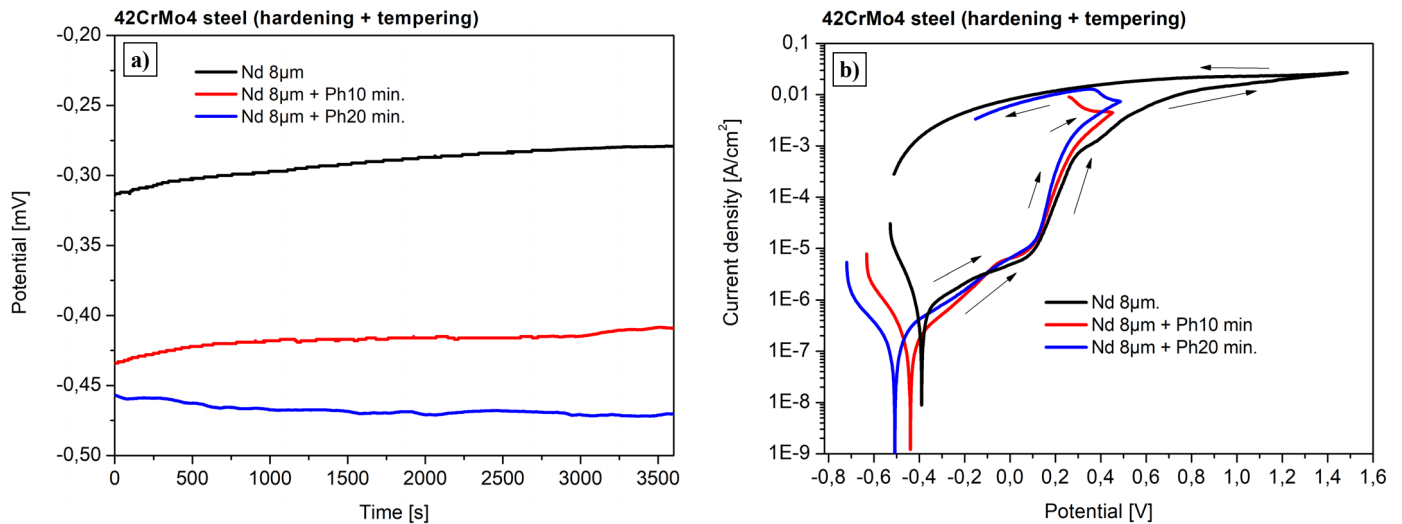 42CrMo4 steel (hardening + tempering)
a)
Nd 8µm
Nd 8µm + Ph10 min.
Nd 8µm + Ph20 min.
-0,20
-0,25
-0,30
-0,35
-0,40
-0,45
-0,50
Potential [mV]
0 500 1000 1500 2000 2500 3000 3500
Time [s]
42CrMo4 steel (hardening + tempering)
b)
0,1
0,01
1E-3
1E-4
1E-5
1E-6
1E-7
1E-8
1E-9
Current density [A/cm²]
Nd 8µm.
Nd 8µm + Ph10 min
Nd 8µm + Ph20 min.
-0,8 -0,6 -0,4 -0,2 0,0 0,2 0,4 0,6 0,8 1,0 1,2 1,4 1,6
Potential [V]